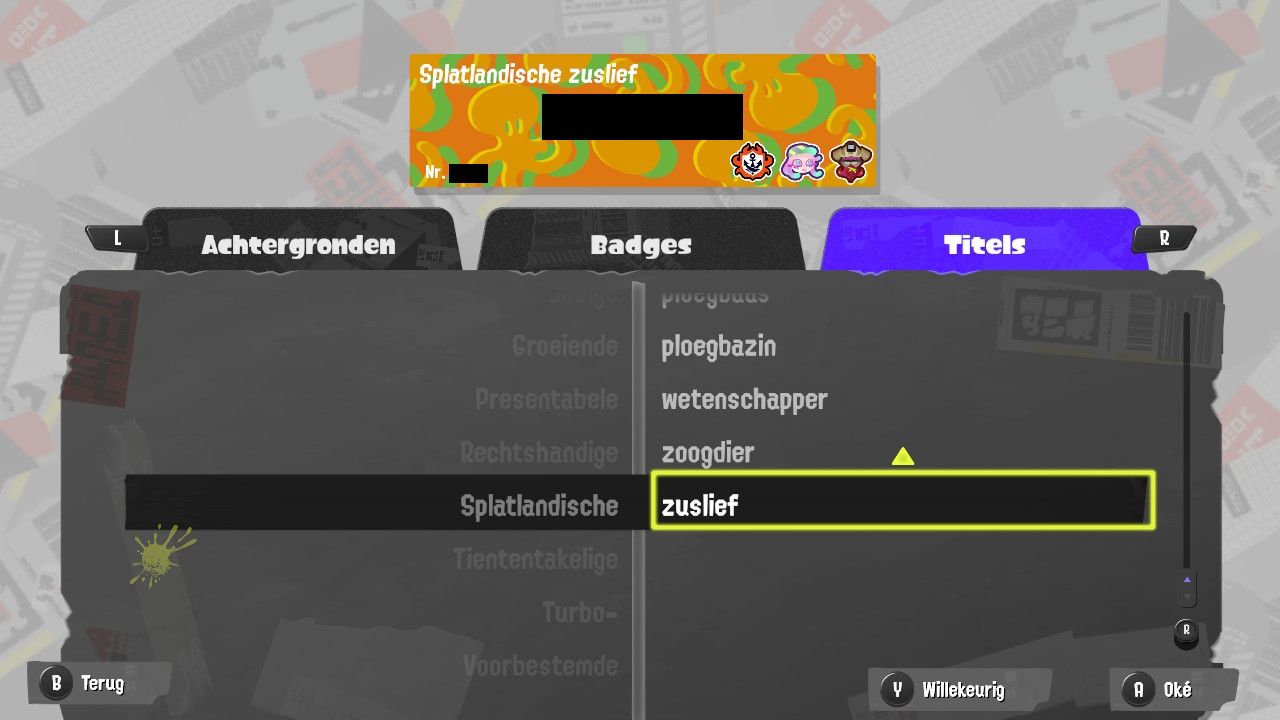 Splatlandische zuslief
Nr.
L
Achtergronden
Badges
Titels
R
ploegbaas
Groeiende
ploegbazin
Presentabele
wetenschapper
Rechtshandige
zoogdier
Splatlandische
zuslief
Tiententakelige
Turbo-
Voorbestemde
R
B Terug
Y Willekeurig
A Oké